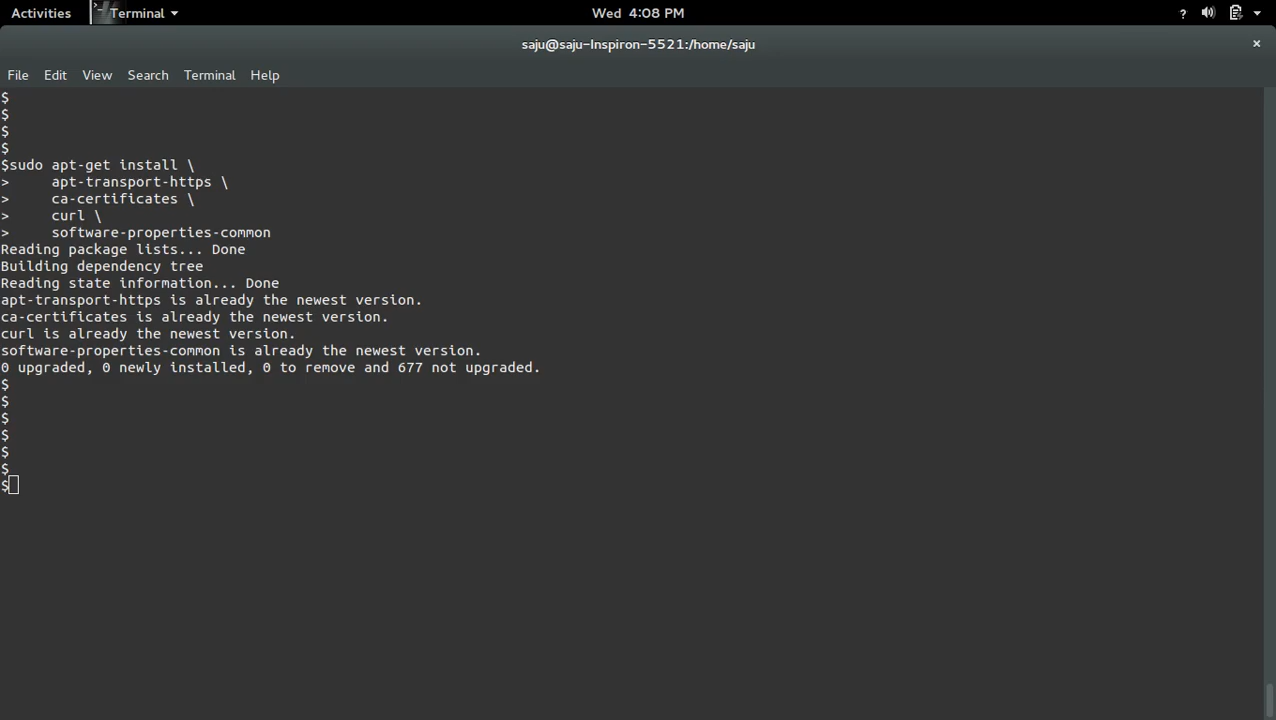 Activities Terminal Wed 4:08 PM ?
saju@saju-Inspiron-5521:/home/saju ×
File Edit View Search Terminal Help
$
$
$
$
$sudo apt-get install \
>     apt-transport-https \
>     ca-certificates \
>     curl \
>     software-properties-common
Reading package lists... Done
Building dependency tree
Reading state information... Done
apt-transport-https is already the newest version.
ca-certificates is already the newest version.
curl is already the newest version.
software-properties-common is already the newest version.
0 upgraded, 0 newly installed, 0 to remove and 677 not upgraded.
$
$
$
$
$
$
$